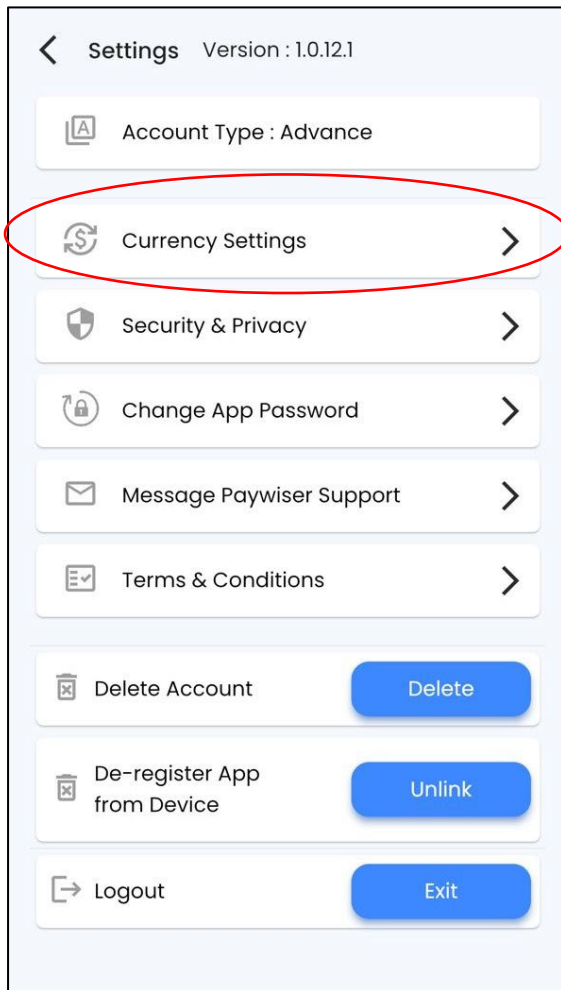 Settings Version : 1.0.12.1
Account Type : Advance
Currency Settings
Security & Privacy
Change App Password
Message Paywiser Support
Terms & Conditions
Delete Account Delete
De-register App
from Device
Unlink
Logout Exit